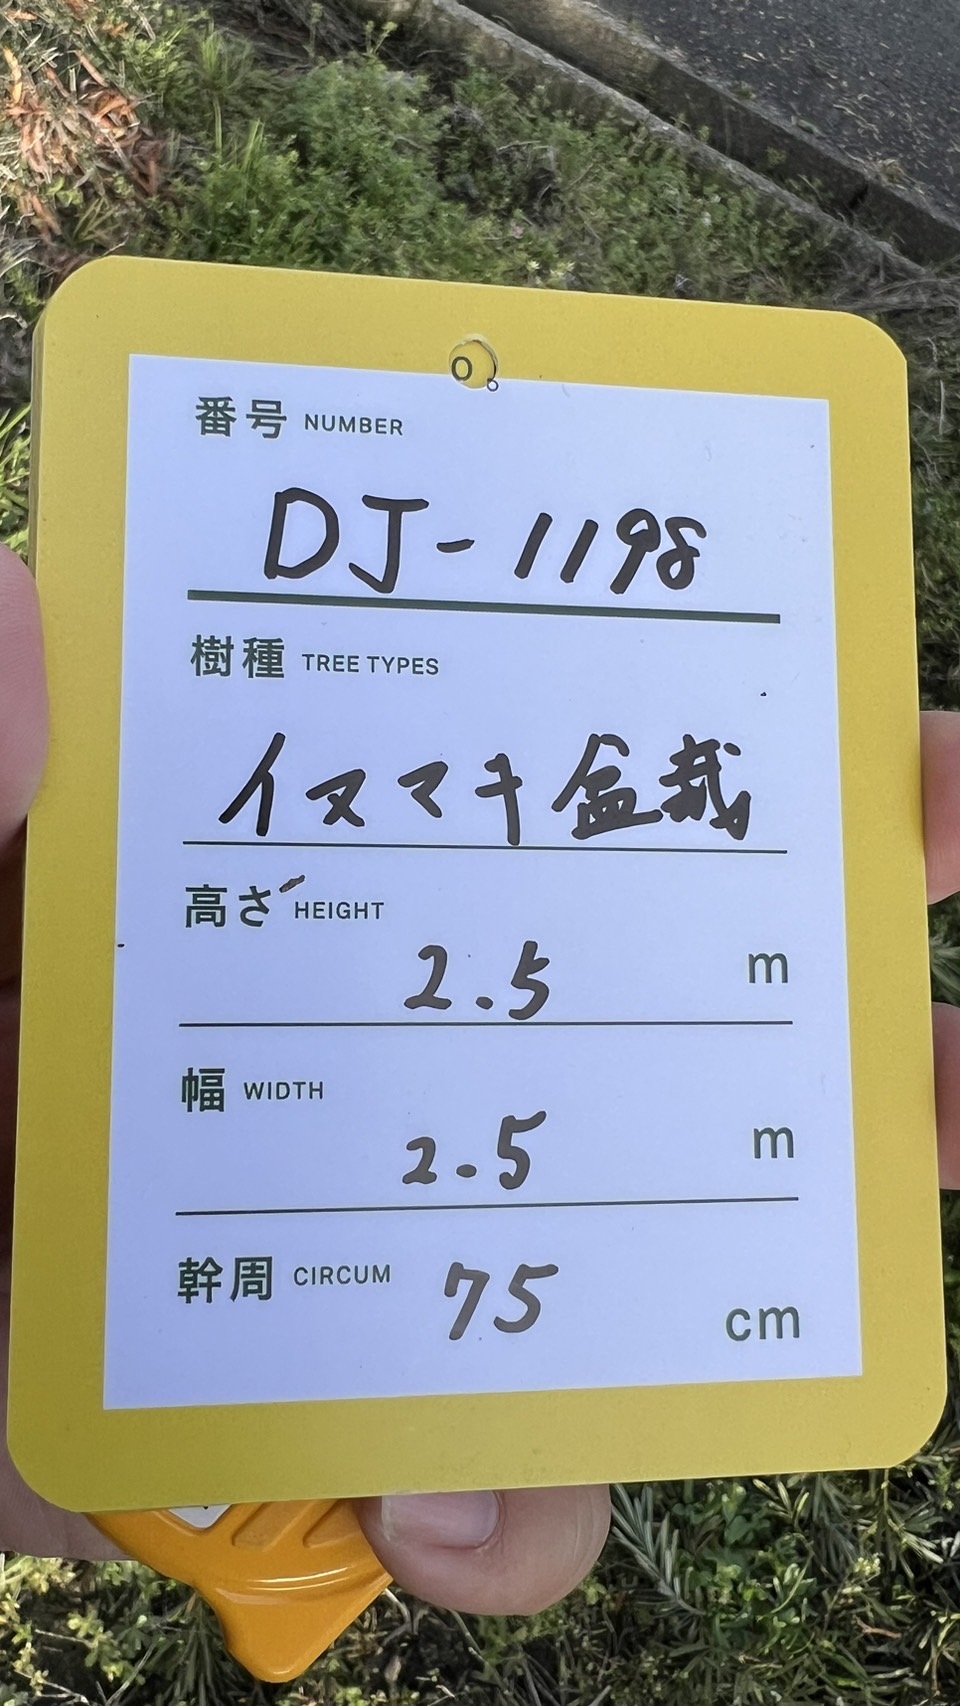 番号 NUMBER
DJ-1198
樹種 TREE TYPES
イヌマキ盆栽
高さ HEIGHT
2.5 m
幅 WIDTH
2.5 m
幹周 CIRCUM 75 cm